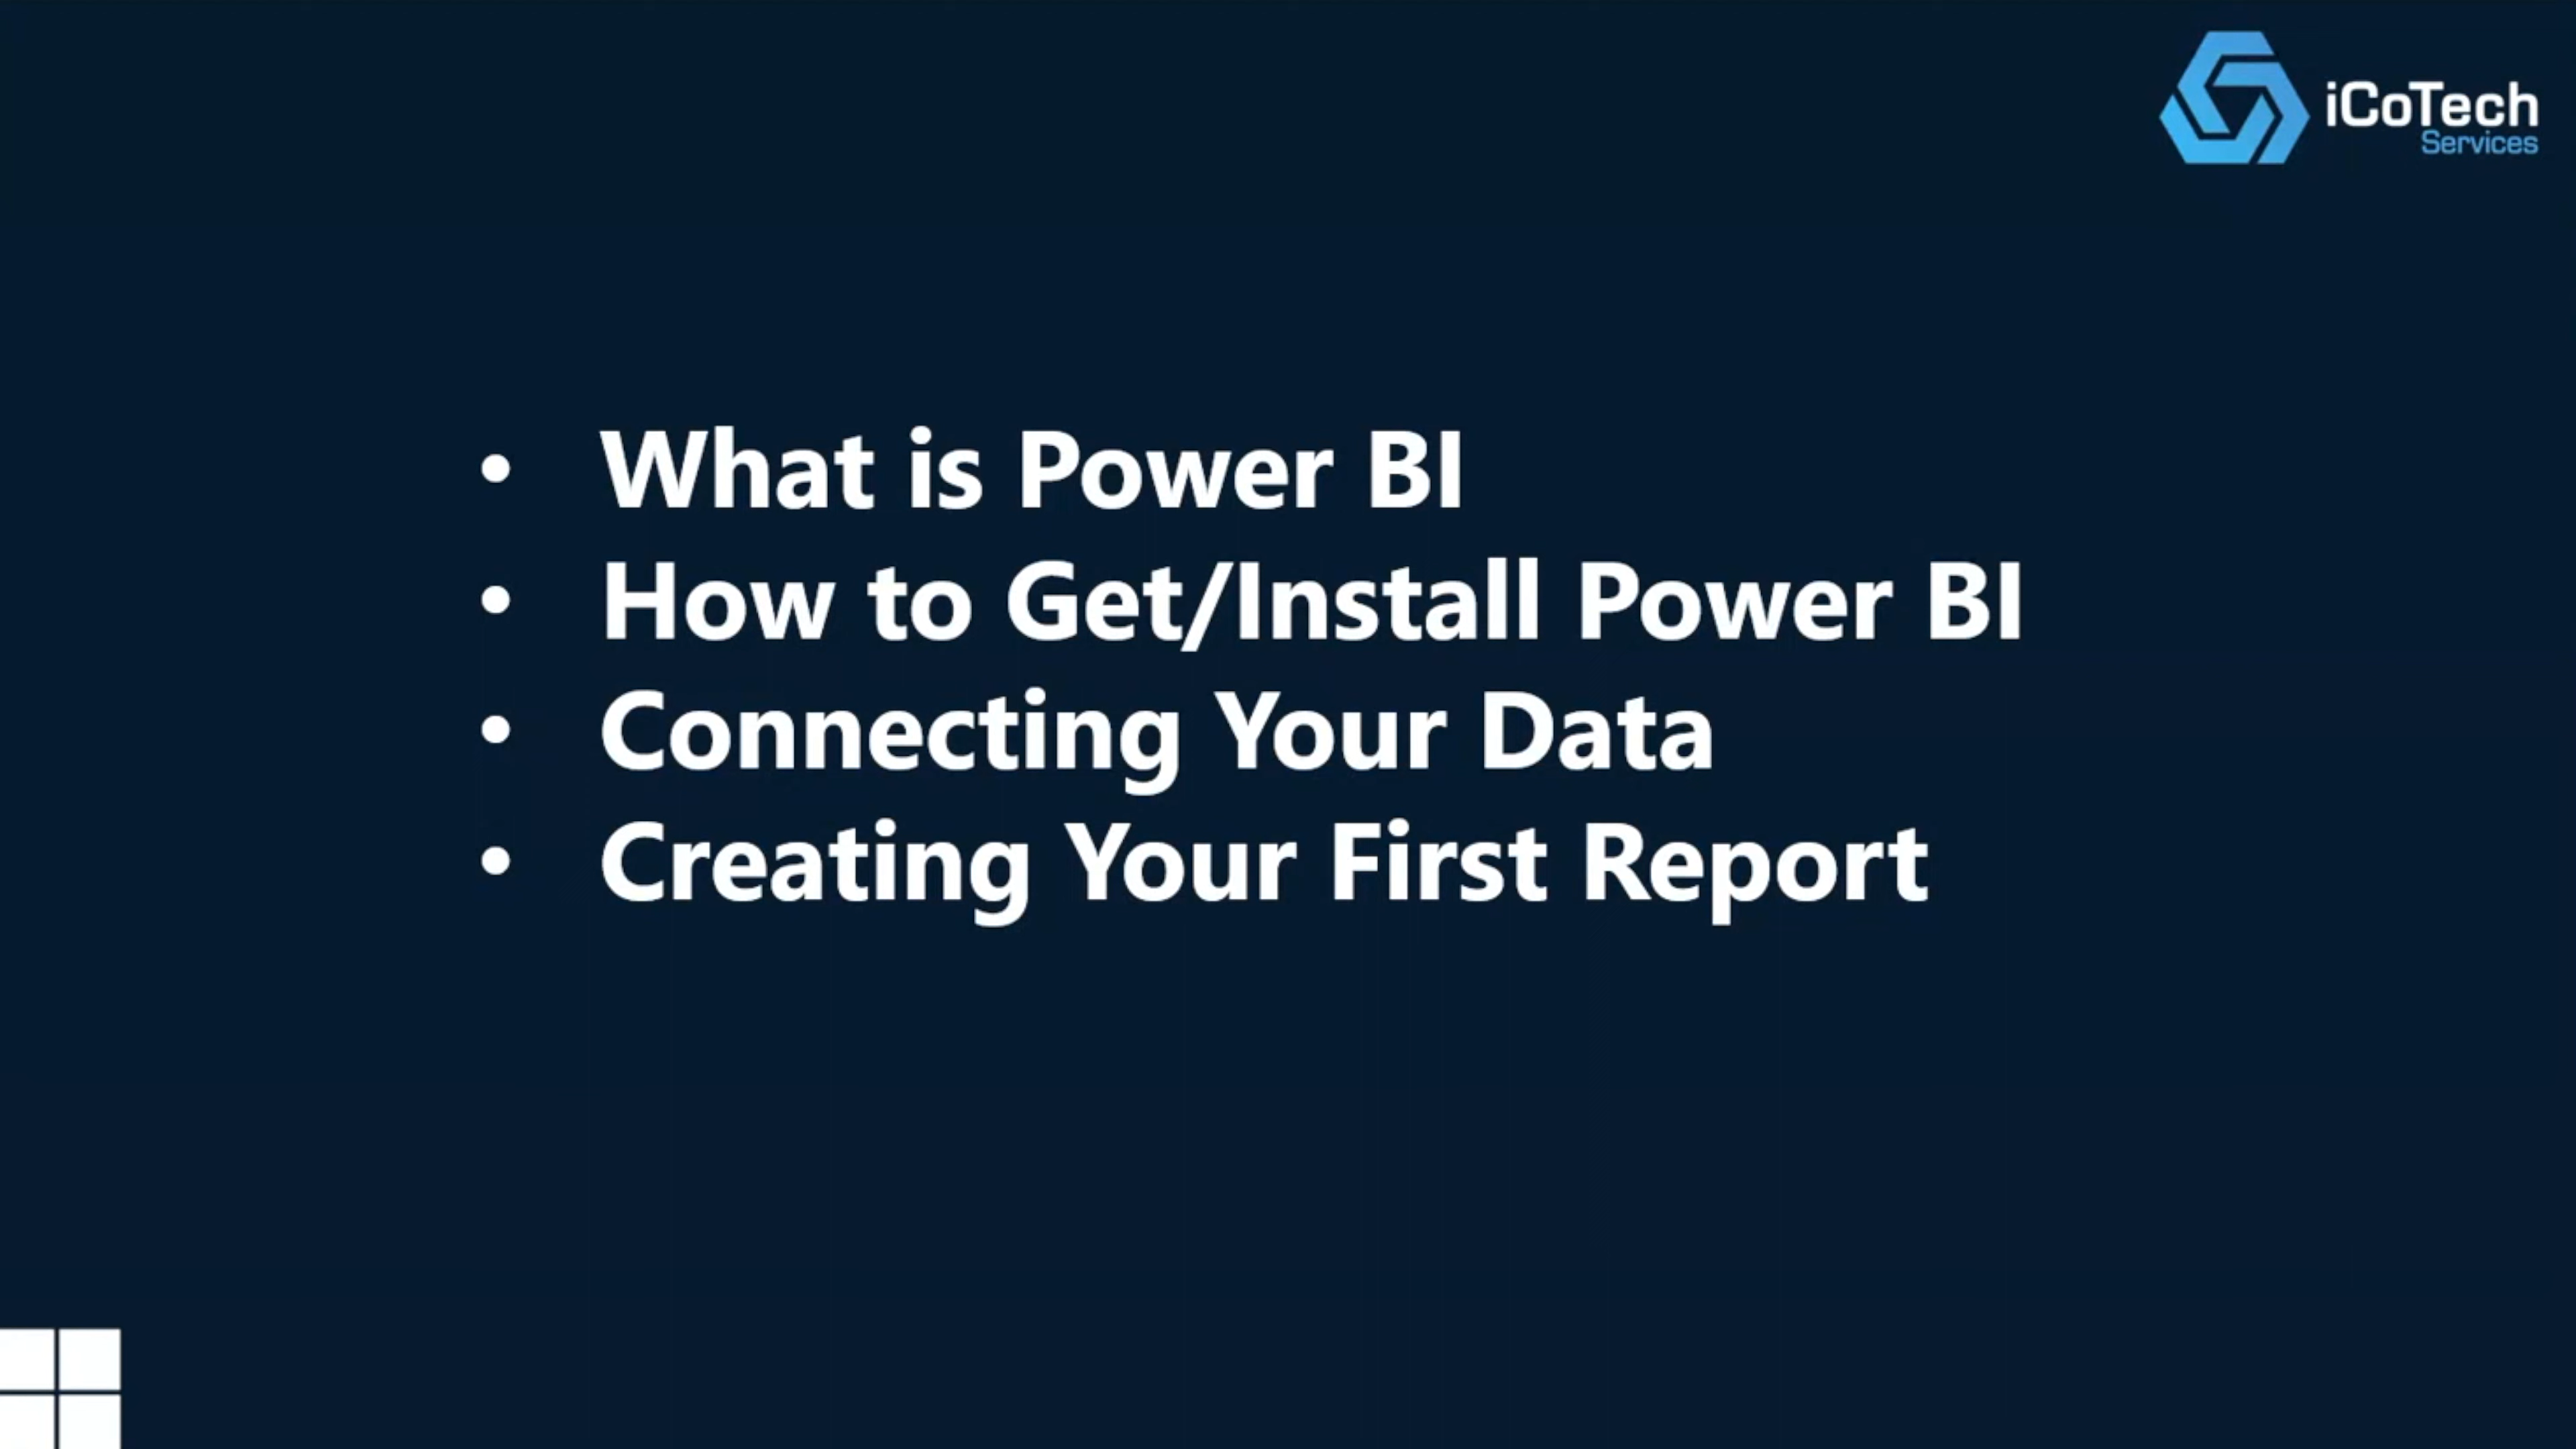 iCoTech
Services
• What is Power BI
• How to Get/Install Power BI
• Connecting Your Data
• Creating Your First Report